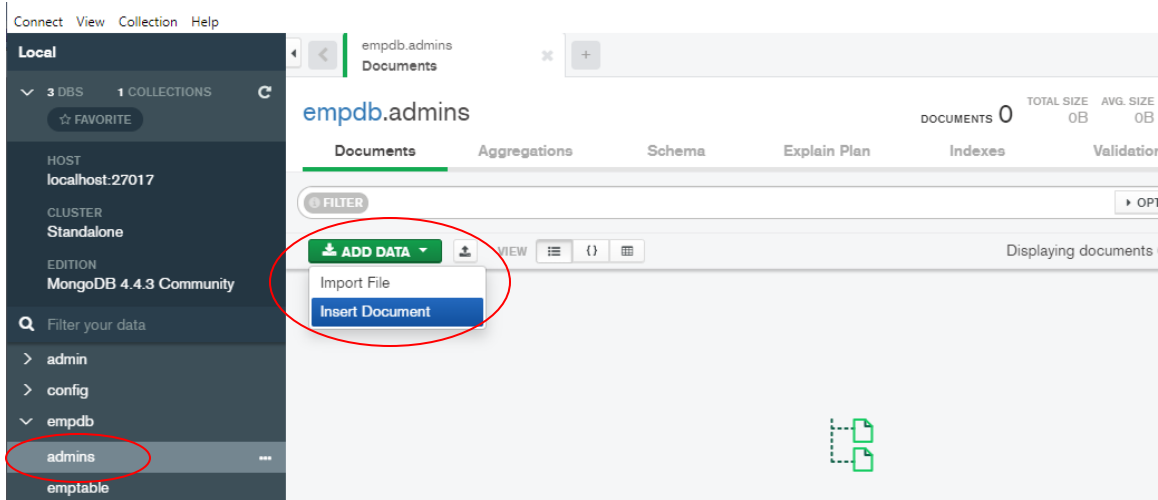 Connect View Collection Help
Local
3 DBS 1 COLLECTIONS
FAVORITE
HOST
localhost:27017
CLUSTER
Standalone
EDITION
MongoDB 4.4.3 Community
Filter your data
admin
config
empdb
admins
emptable
empdb.admins
Documents
empdb.admins
DOCUMENTS 0
TOTAL SIZE AVG. SIZE
0B 0B
Documents Aggregations Schema Explain Plan Indexes Validation
FILTER
OPT
ADD DATA VIEW { }
Displaying documents
Import File
Insert Document